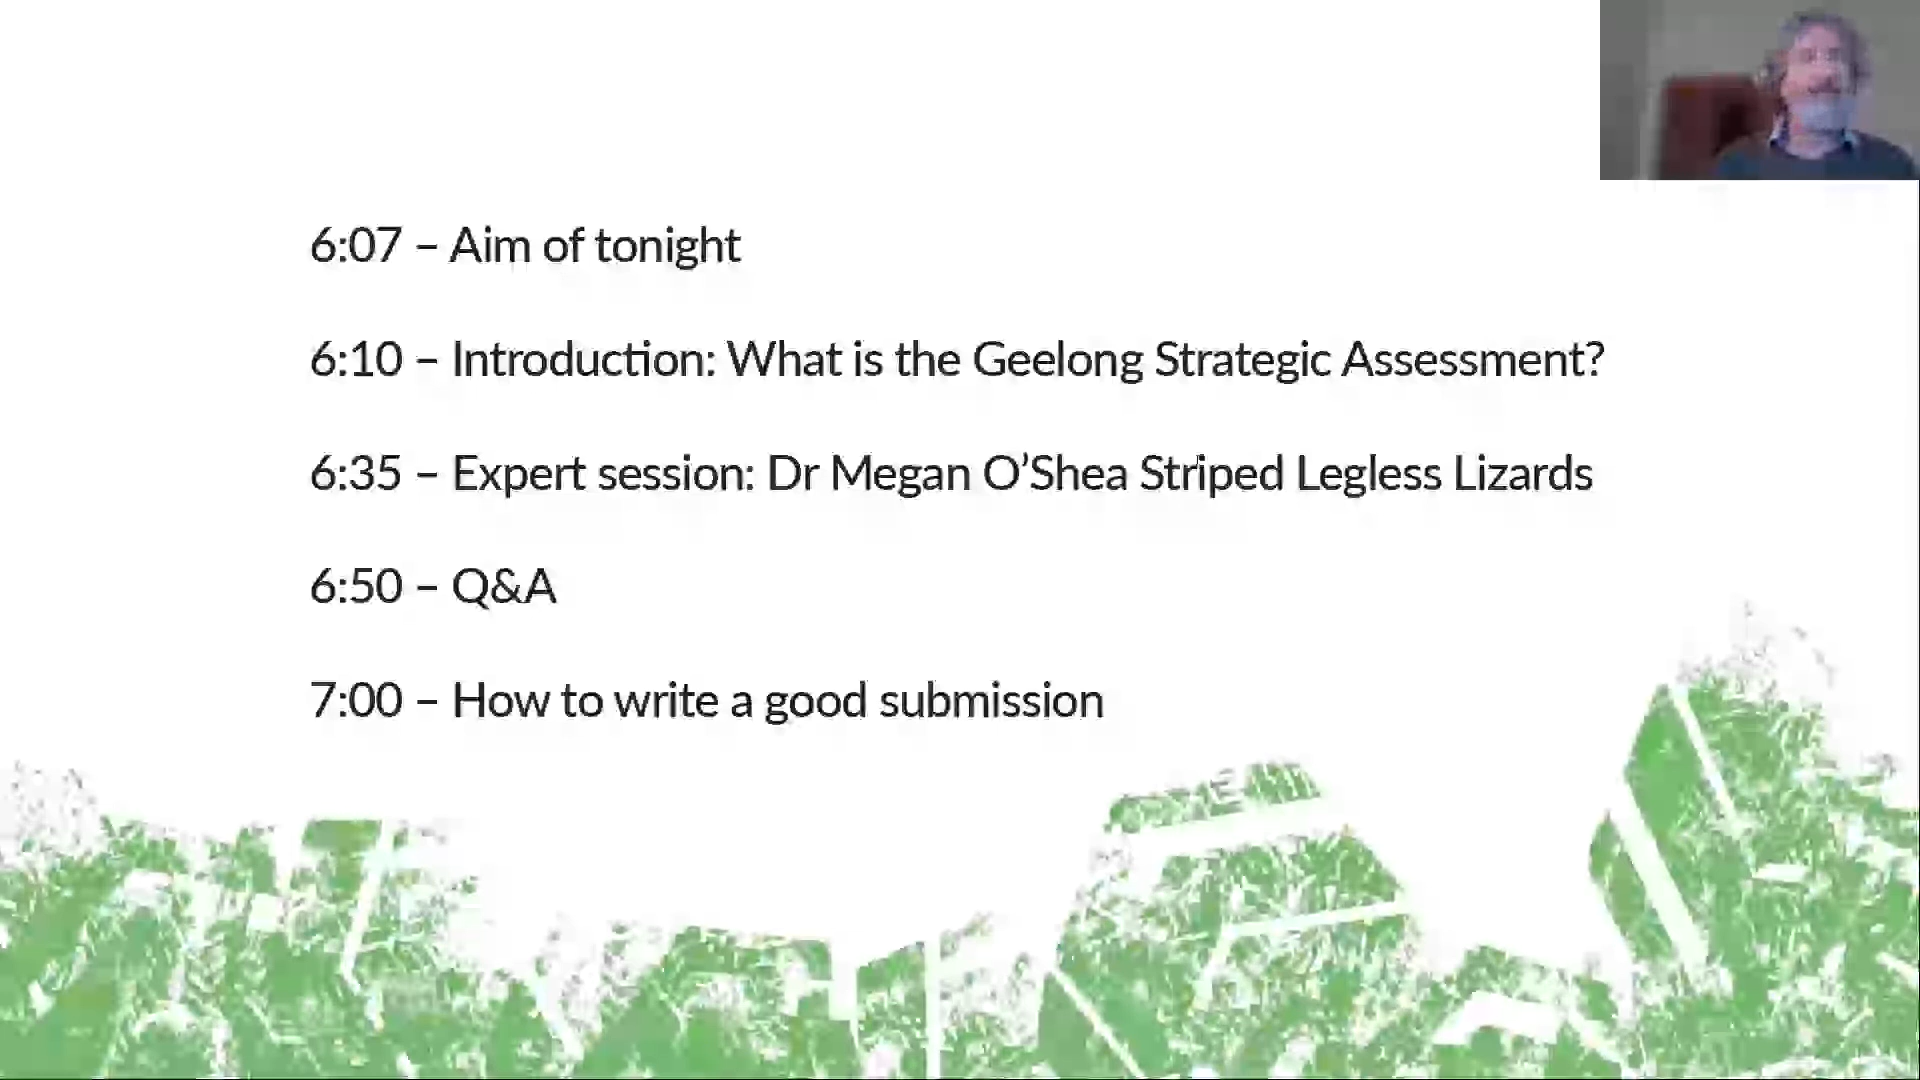 6:07 – Aim of tonight
6:10 – Introduction: What is the Geelong Strategic Assessment?
6:35 – Expert session: Dr Megan O’Shea Striped Legless Lizards
6:50 – Q&A
7:00 – How to write a good submission